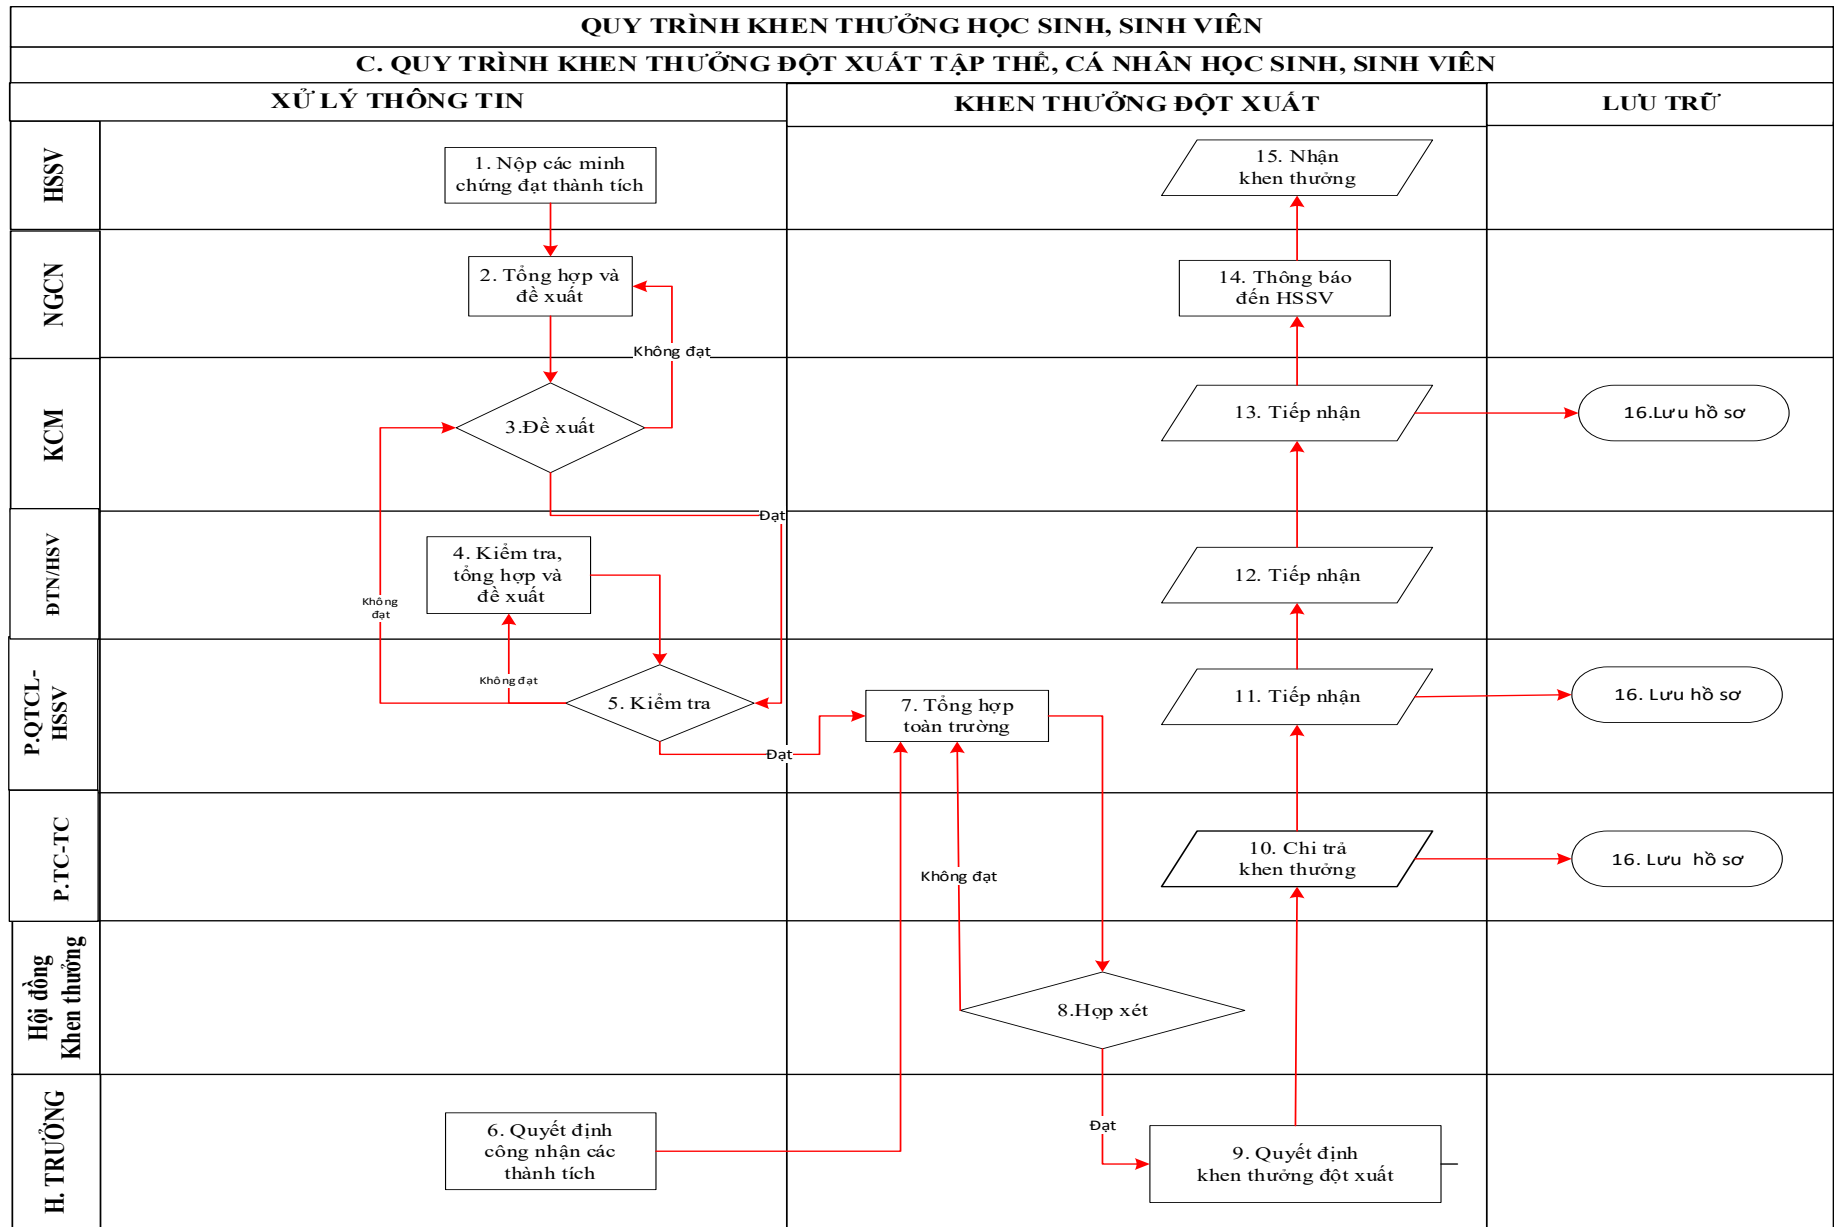 QUY TRÌNH KHEN THƯỞNG HỌC SINH, SINH VIÊN
C. QUY TRÌNH KHEN THƯỞNG ĐỘT XUẤT TẬP THỂ, CÁ NHÂN HỌC SINH, SINH VIÊN
XỬ LÝ THÔNG TIN
KHEN THƯỞNG ĐỘT XUẤT
LƯU TRỮ
HSSV
1. Nộp các minh
chứng đạt thành tích
15. Nhận
khen thưởng
NGCN
2. Tổng hợp và
đề xuất
14. Thông báo
đến HSSV
Không đạt
KCM
3.Đề xuất
13. Tiếp nhận
16.Lưu hồ sơ
Đạt
ĐTN/HSV
4. Kiểm tra,
tổng hợp và
đề xuất
12. Tiếp nhận
Không
đạt
P.QTCL-
HSSV
Không đạt
5. Kiểm tra
7. Tổng hợp
toàn trường
11. Tiếp nhận
16. Lưu hồ sơ
Đạt
P.TC-TC
10. Chi trả
khen thưởng
16. Lưu hồ sơ
Không đạt
Hội đồng
Khen thưởng
8.Họp xét
H. TRƯỞNG
Đạt
6. Quyết định
công nhận các
thành tích
9. Quyết định
khen thưởng đột xuất